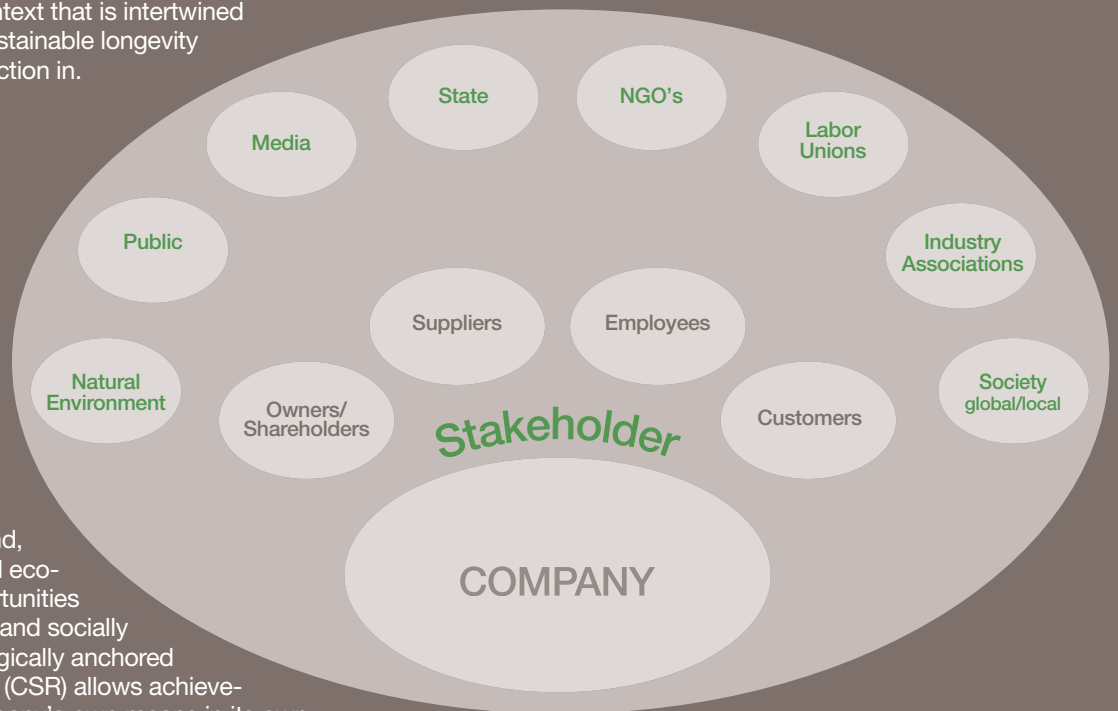 text that is intertwined
stainable longevity
ction in.
State
NGO's
Media
Labor
Unions
Public
Industry
Associations
Suppliers
Employees
Natural
Environment
Owners/
Shareholders
Customers
Society
global/local
Stakeholder
COMPANY
nd,
l eco-
rtunities
and socially
gically anchored
(CSR) allows achieve-